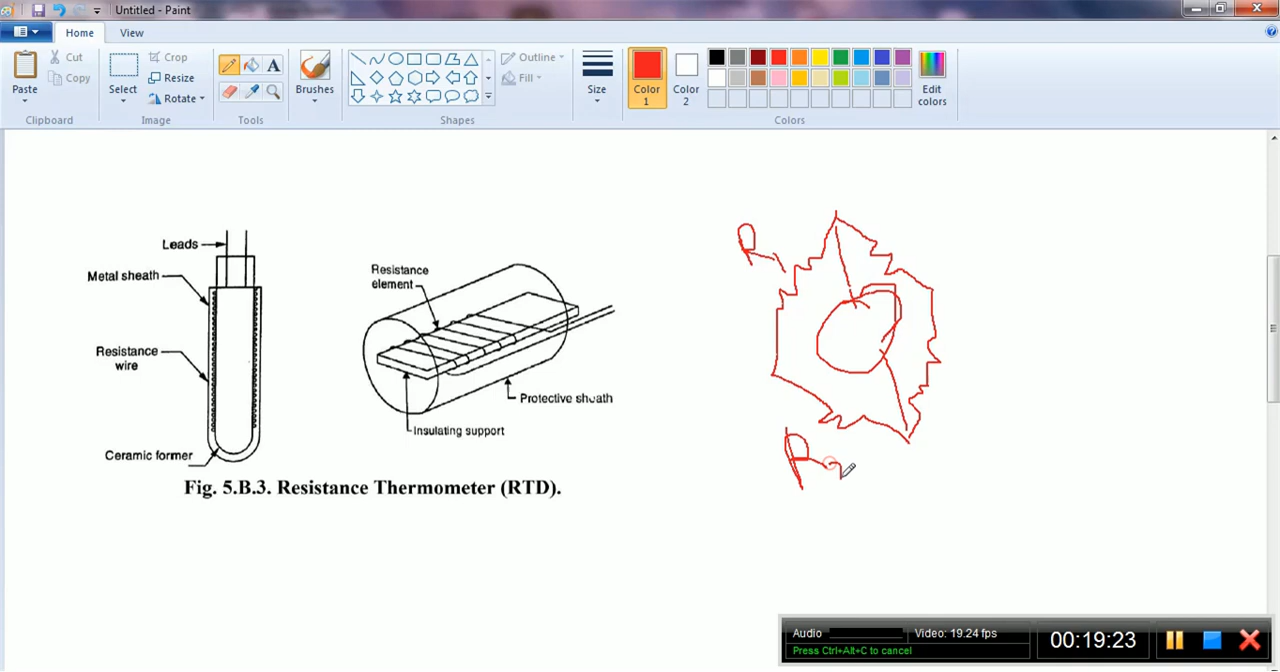 Untitled - Paint
Home View
Paste
Cut
Copy
Clipboard
Select
Crop
Resize
Rotate
Image
Tools
Brushes
Outline
Fill
Shapes
Size
Color 1
Color 2
Edit colors
Colors
Leads
Metal sheath
Resistance wire
Ceramic former
Resistance element
Protective sheath
Insulating support
Fig. 5.B.3. Resistance Thermometer (RTD).
R
R
Audio
Video: 19.24 fps
Press Ctrl+Alt+C to cancel
00:19:23